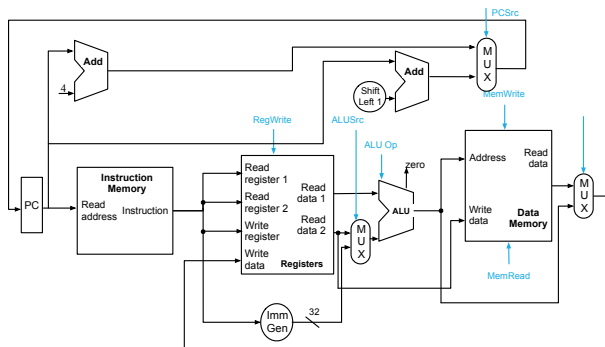 PCSrc
Add
M
U
X
4
Add
Shift
Left 1
MemWrite
RegWrite
ALUSrc
ALU Op
zero
Instruction
Memory
Read
address
Instruction
PC
Read
register 1
Read
register 2
Write
register
Write
data
Read
data 1
Read
data 2
Registers
M
U
X
ALU
Address
Read
data
Write
data
Data
Memory
M
U
X
MemRead
Imm
Gen
32